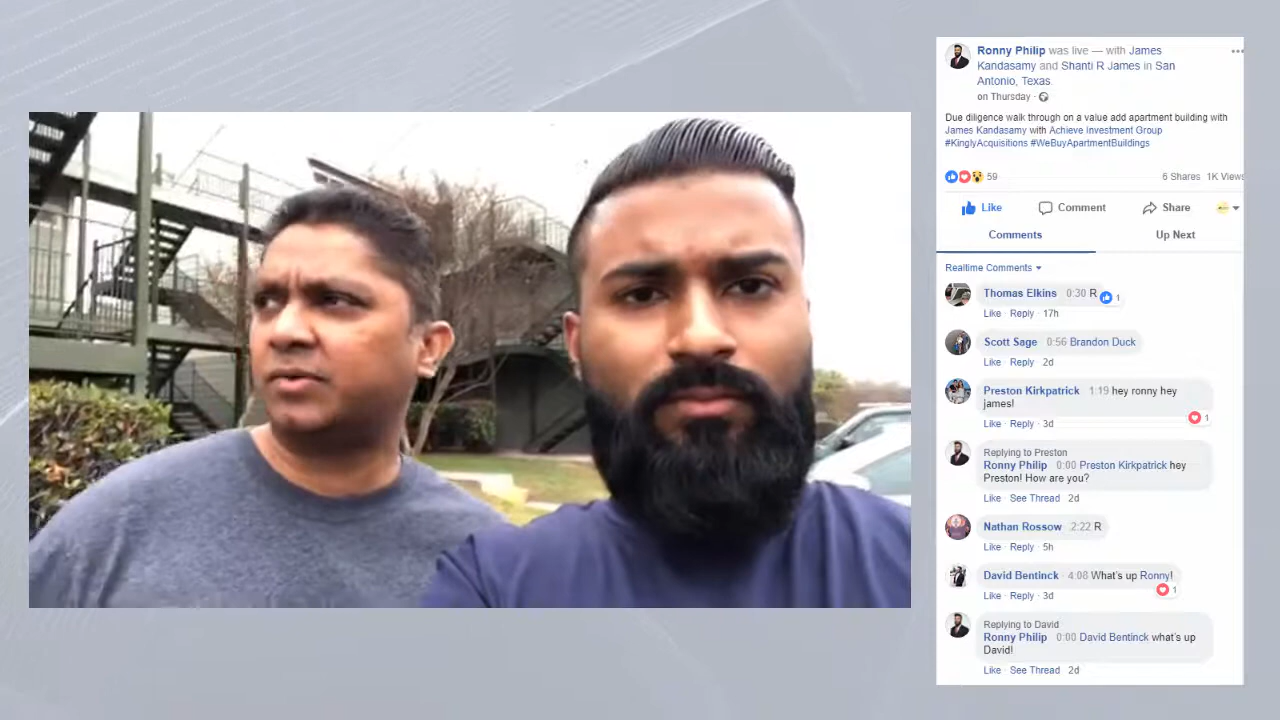 Ronny Philip was live — with James
Kandasamy and Shanti R James in San
Antonio, Texas.
on Thursday ·
Due diligence walk through on a value add apartment building with
James Kandasamy with Achieve Investment Group
#KinglyAcquisitions #WeBuyApartmentBuildings
59 6 Shares 1K Views
Like Comment Share
Comments Up Next
Realtime Comments
Thomas Elkins 0:30 R 1
Like · Reply · 17h
Scott Sage 0:56 Brandon Duck
Like · Reply · 2d
Preston Kirkpatrick 1:19 hey ronny hey
james!
1
Like · Reply · 3d
Replying to Preston
Ronny Philip 0:00 Preston Kirkpatrick hey
Preston! How are you?
Like · See Thread · 2d
Nathan Rossow 2:22 R
Like · Reply · 5h
David Bentinck 4:08 What's up Ronny!
1
Like · Reply · 3d
Replying to David
Ronny Philip 0:00 David Bentinck what's up
David!
Like · See Thread · 2d